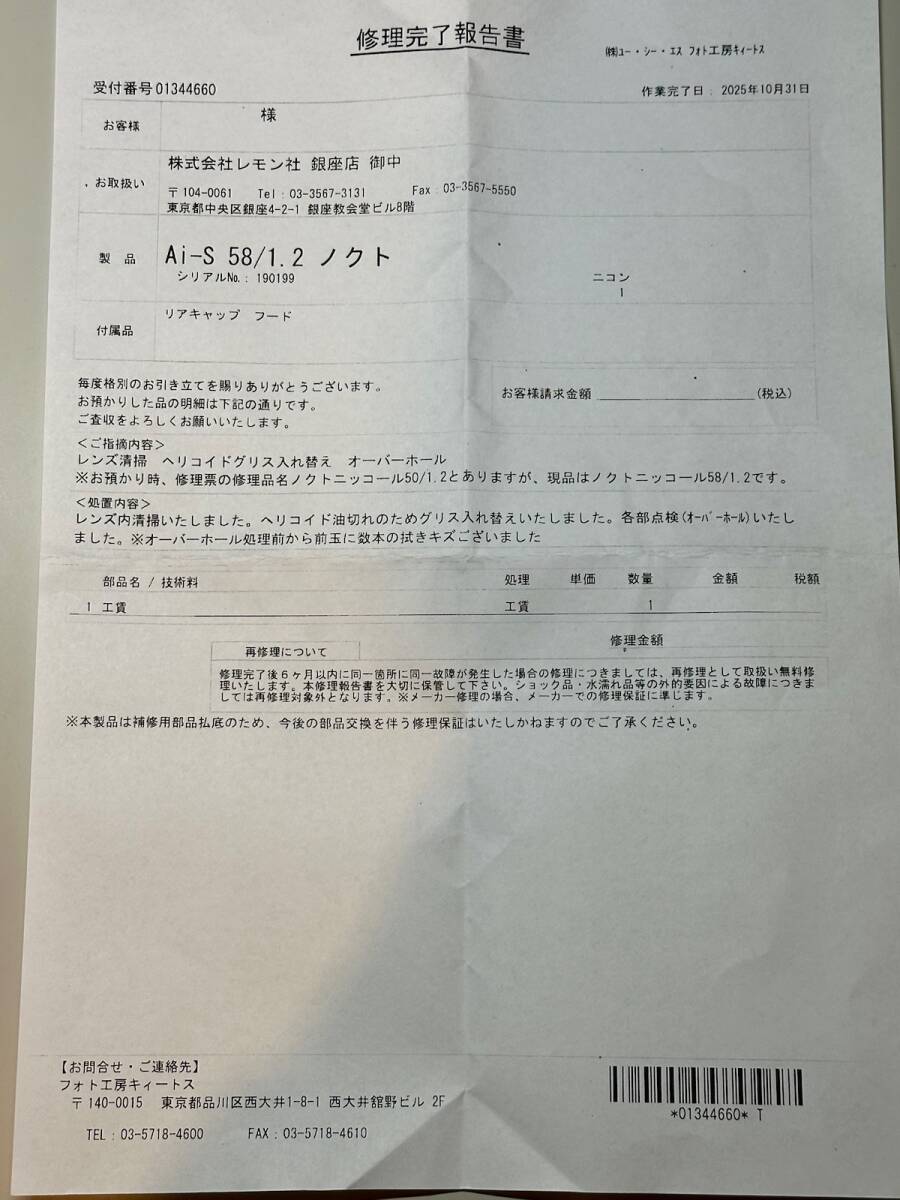 修理完了報告書
㈱ユー・シー・エス フォト工房キィートス
受付番号 01344660
作業完了日 : 2025年10月31日
お客様 様
お取扱い 株式会社レモン社 銀座店 御中
〒104-0061 Tel : 03-3567-3131 Fax : 03-3567-5550
東京都中央区銀座4-2-1 銀座教会堂ビル8階
製 品 Ai-S 58/1.2 ノクト
シリアル№. : 190199
ニコン
1
付属品 リアキャップ フード
毎度格別のお引き立てを賜りありがとうございます。
お預かりした品の明細は下記の通りです。
ご査収をよろしくお願いいたします。
お客様請求金額 (税込)
<ご指摘内容>
レンズ清掃 ヘリコイドグリス入れ替え オーバーホール
※お預かり時、修理票の修理品名ノクトニッコール50/1.2とありますが、現品はノクトニッコール58/1.2です。
<処置内容>
レンズ内清掃いたしました。ヘリコイド油切れのためグリス入れ替えいたしました。各部点検(ｵｰﾊﾞｰﾎｰﾙ)いたし
ました。※オーバーホール処理前から前玉に数本の拭きキズございました
部品名 / 技術料 処理 単価 数量 金額 税額
1 工賃 工賃 1
修理金額
再修理について
修理完了後６ヶ月以内に同一箇所に同一故障が発生した場合の修理につきましては、再修理として取扱い無料修
理いたします。本修理報告書を大切に保管して下さい。ショック品・水濡れ品等の外的要因による故障につきま
しては再修理対象外となります。※メーカー修理の場合、メーカーでの修理保証に準じます。
※本製品は補修用部品払底のため、今後の部品交換を伴う修理保証はいたしかねますのでご了承ください。
【お問合せ・ご連絡先】
フォト工房キィートス
〒140-0015 東京都品川区西大井1-8-1 西大井舘野ビル 2F
TEL : 03-5718-4600 FAX : 03-5718-4610
*01344660* T